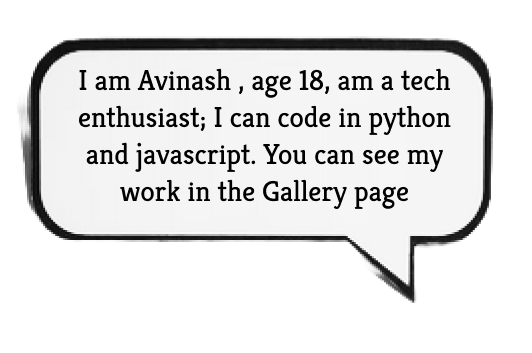 I am Avinash , age 18, am a tech
enthusiast; I can code in python
and javascript. You can see my
work in the Gallery page